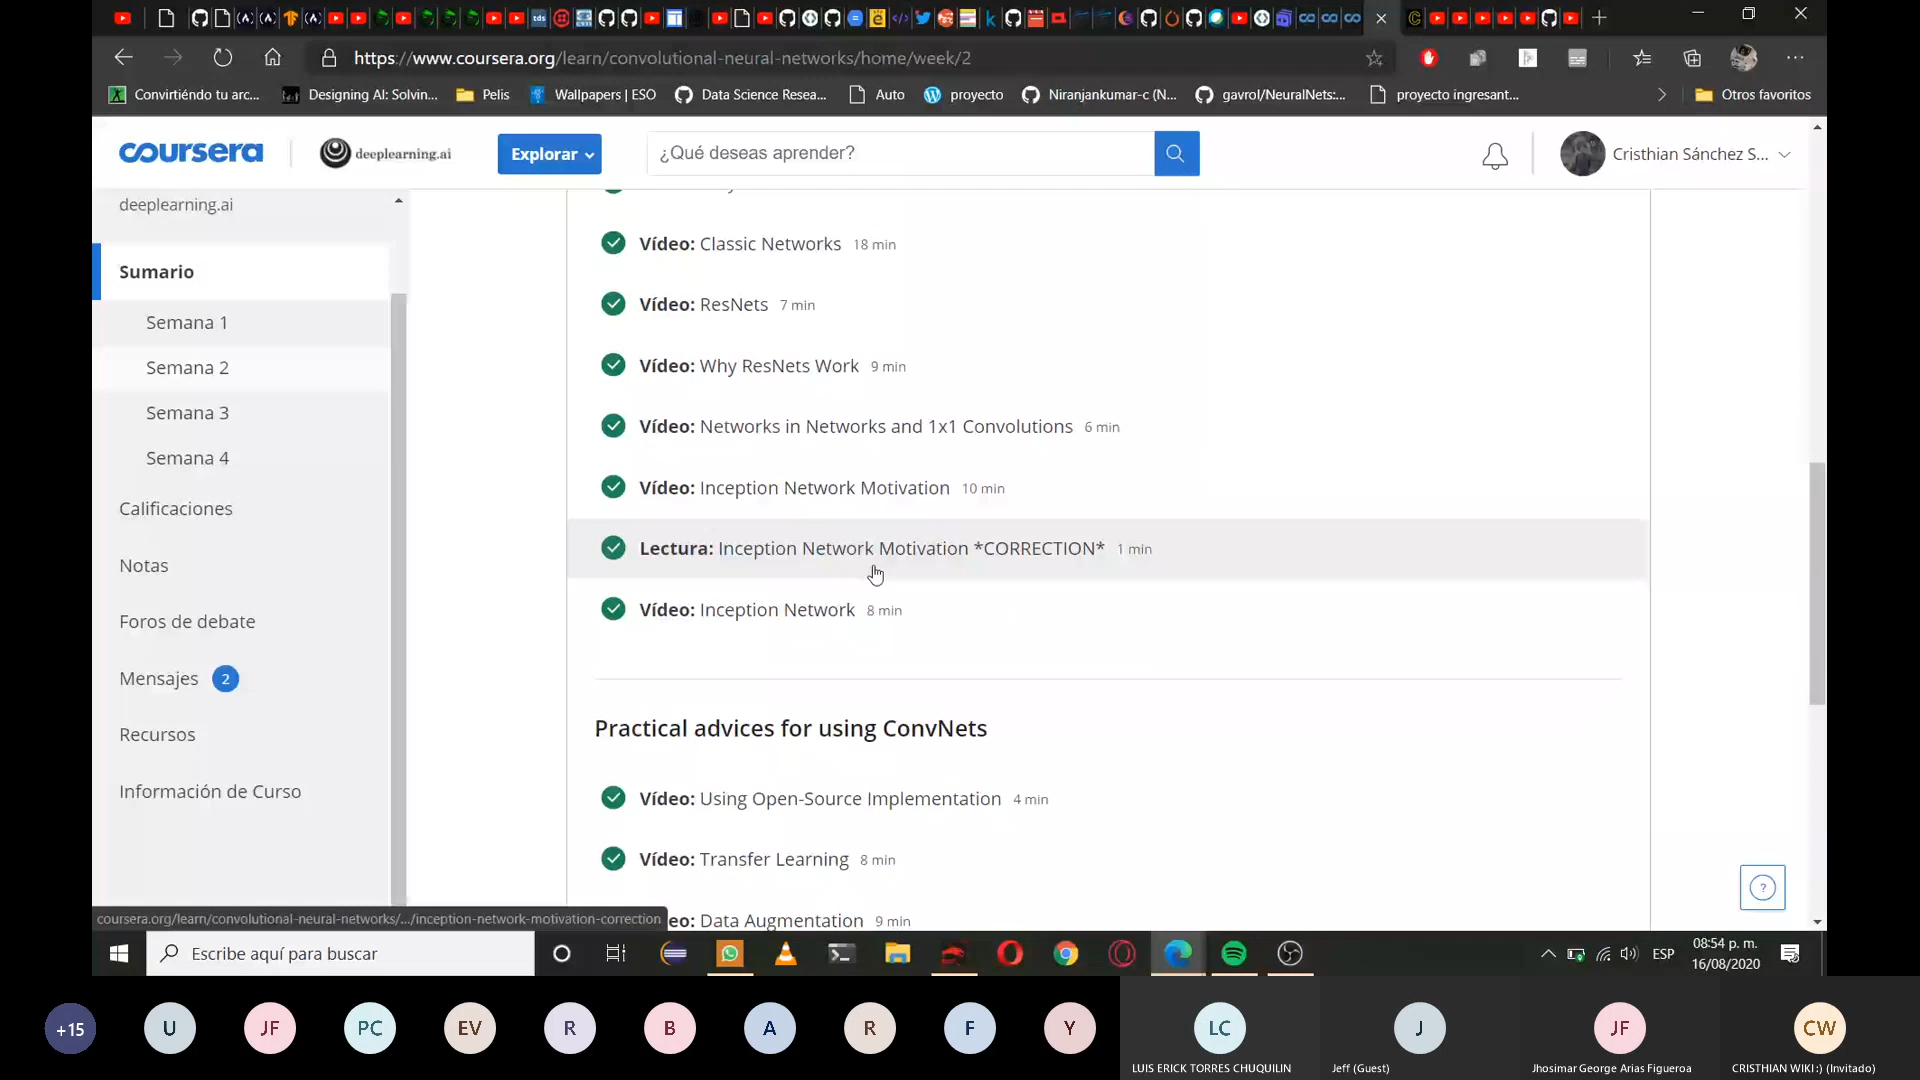 tds
https://www.coursera.org/learn/convolutional-neural-networks/home/week/2
Convirtiéndo tu arc...
Designing AI: Solvin...
Pelis
Wallpapers | ESO
Data Science Resea...
Auto
proyecto
Niranjankumar-c (N...
gavrol/NeuralNets:...
proyecto ingresant...
Otros favoritos
coursera
deeplearning.ai
Explorar
¿Qué deseas aprender?
Cristhian Sánchez S...
deeplearning.ai
Sumario
Semana 1
Semana 2
Semana 3
Semana 4
Calificaciones
Notas
Foros de debate
Mensajes 2
Recursos
Información de Curso
Vídeo: Classic Networks 18 min
Vídeo: ResNets 7 min
Vídeo: Why ResNets Work 9 min
Vídeo: Networks in Networks and 1x1 Convolutions 6 min
Vídeo: Inception Network Motivation 10 min
Lectura: Inception Network Motivation *CORRECTION* 1 min
Vídeo: Inception Network 8 min
Practical advices for using ConvNets
Vídeo: Using Open-Source Implementation 4 min
Vídeo: Transfer Learning 8 min
eo: Data Augmentation 9 min
?
coursera.org/learn/convolutional-neural-networks/.../inception-network-motivation-correction
Escribe aquí para buscar
ESP
08:54 p. m.
16/08/2020
+15
U
JF
PC
EV
R
B
A
R
F
Y
LC
J
JF
CW
LUIS ERICK TORRES CHUQUILIN
Jeff (Guest)
Jhosimar George Arias Figueroa
CRISTHIAN WIKI :) (Invitado)